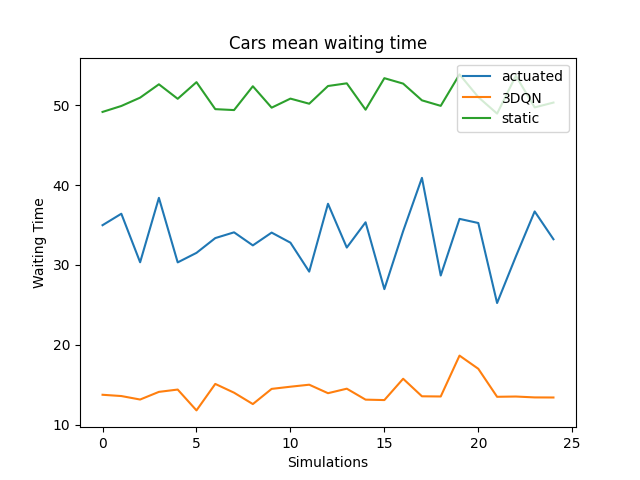 Cars mean waiting time
actuated
3DQN
static
50
40
30
20
10
Waiting Time
0 5 10 15 20 25
Simulations